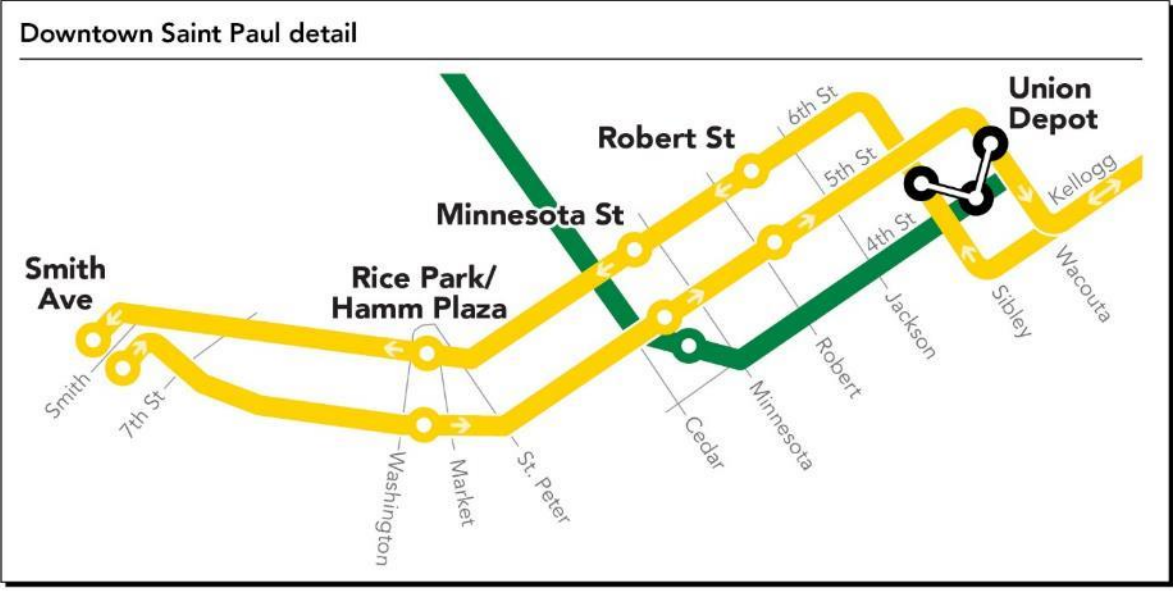 Downtown Saint Paul detail
Union
Depot
6th St
Robert St
5th St
Kellogg
Minnesota St
4th St
Smith
Ave
Rice Park/
Hamm Plaza
Wacouta
Sibley
Jackson
Robert
Smith
7th St
Minnesota
Cedar
St. Peter
Market
Washington